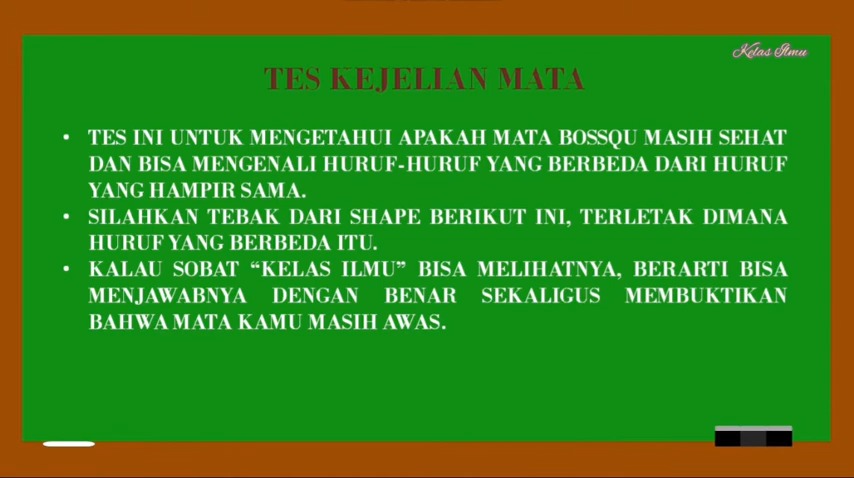 Kelas Ilmu
TES KEJELIAN MATA
• TES INI UNTUK MENGETAHUI APAKAH MATA BOSSQU MASIH SEHAT
DAN BISA MENGENALI HURUF-HURUF YANG BERBEDA DARI HURUF
YANG HAMPIR SAMA.
• SILAHKAN TEBAK DARI SHAPE BERIKUT INI, TERLETAK DIMANA
HURUF YANG BERBEDA ITU.
• KALAU SOBAT “KELAS ILMU” BISA MELIHATNYA, BERARTI BISA
MENJAWABNYA DENGAN BENAR SEKALIGUS MEMBUKTIKAN
BAHWA MATA KAMU MASIH AWAS.